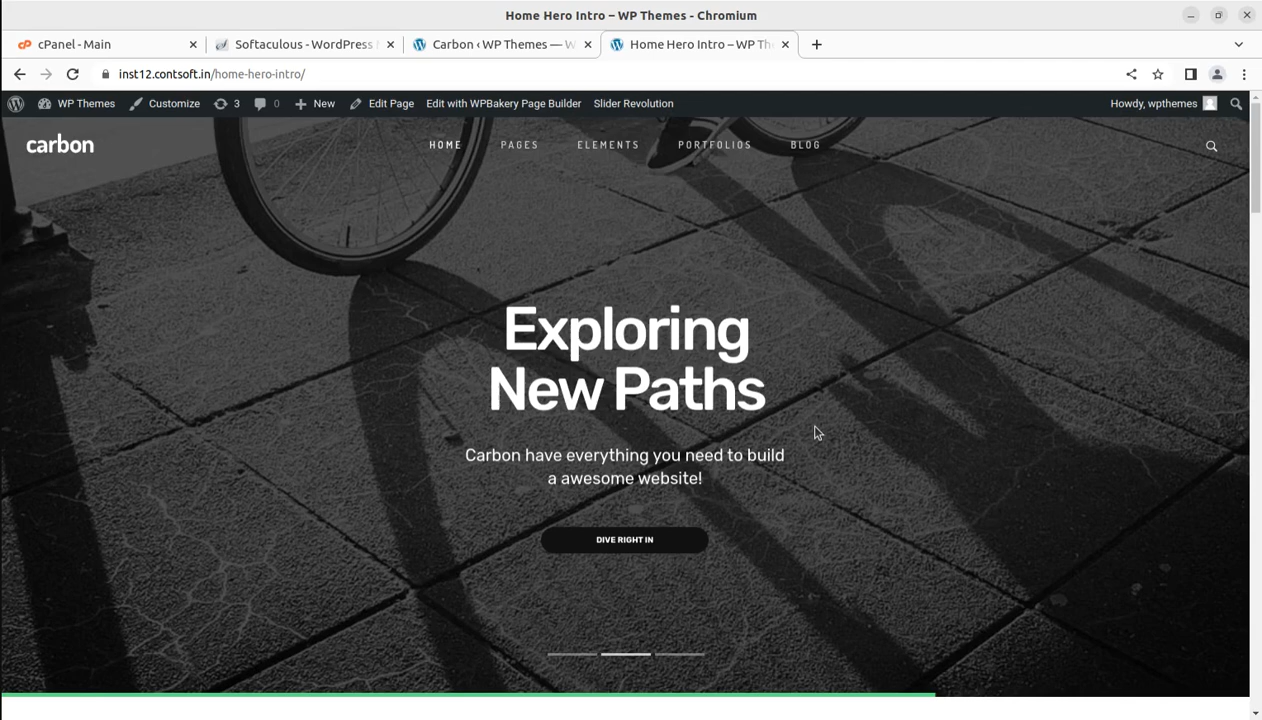 Home Hero Intro – WP Themes - Chromium
cPanel - Main
Softaculous - WordPress
Carbon ‹ WP Themes — W
Home Hero Intro – WP Th
inst12.contsoft.in/home-hero-intro/
WP Themes
Customize
3
0
New
Edit Page
Edit with WPBakery Page Builder
Slider Revolution
Howdy, wpthemes
carbon
HOME
PAGES
ELEMENTS
PORTFOLIOS
BLOG
Exploring
New Paths
Carbon have everything you need to build
a awesome website!
DIVE RIGHT IN